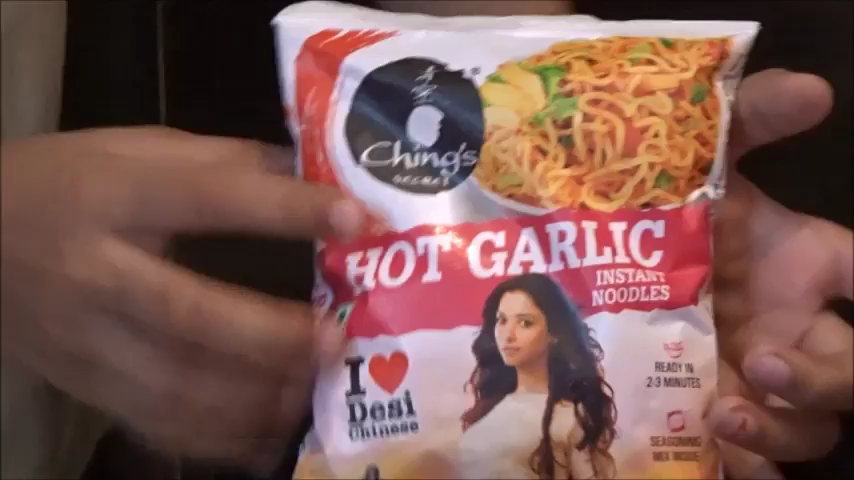 Ching's
SECRET
HOT GARLIC
INSTANT
NOODLES
I
Desi
Chinese
READY IN
2-3 MINUTES
SEASONING
MIX INSIDE